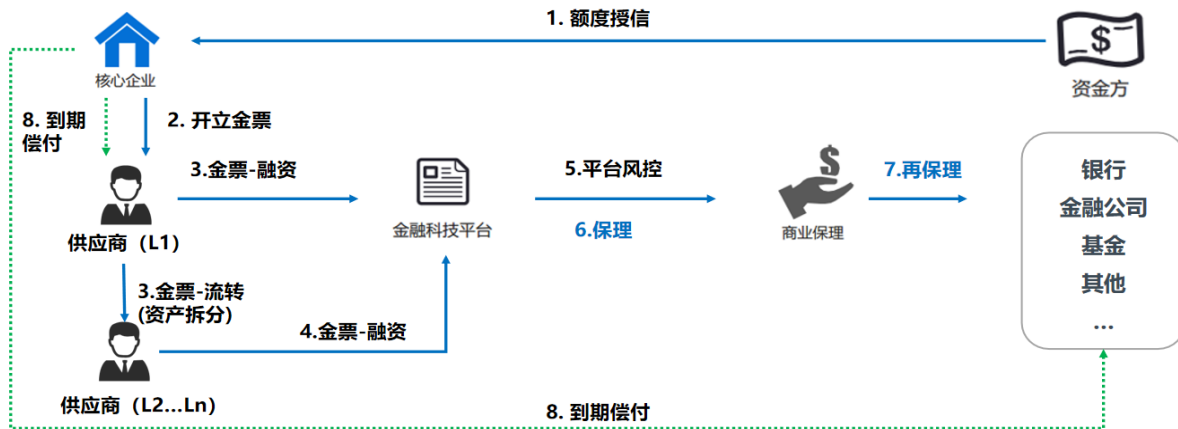 1. 额度授信
$
核心企业
资金方
8. 到期
偿付
2. 开立金票
3.金票-融资
5.平台风控
$
7.再保理
银行
金融公司
基金
其他
...
金融科技平台
6.保理
商业保理
供应商（L1）
3.金票-流转
(资产拆分)
4.金票-融资
供应商（L2...Ln）
8. 到期偿付